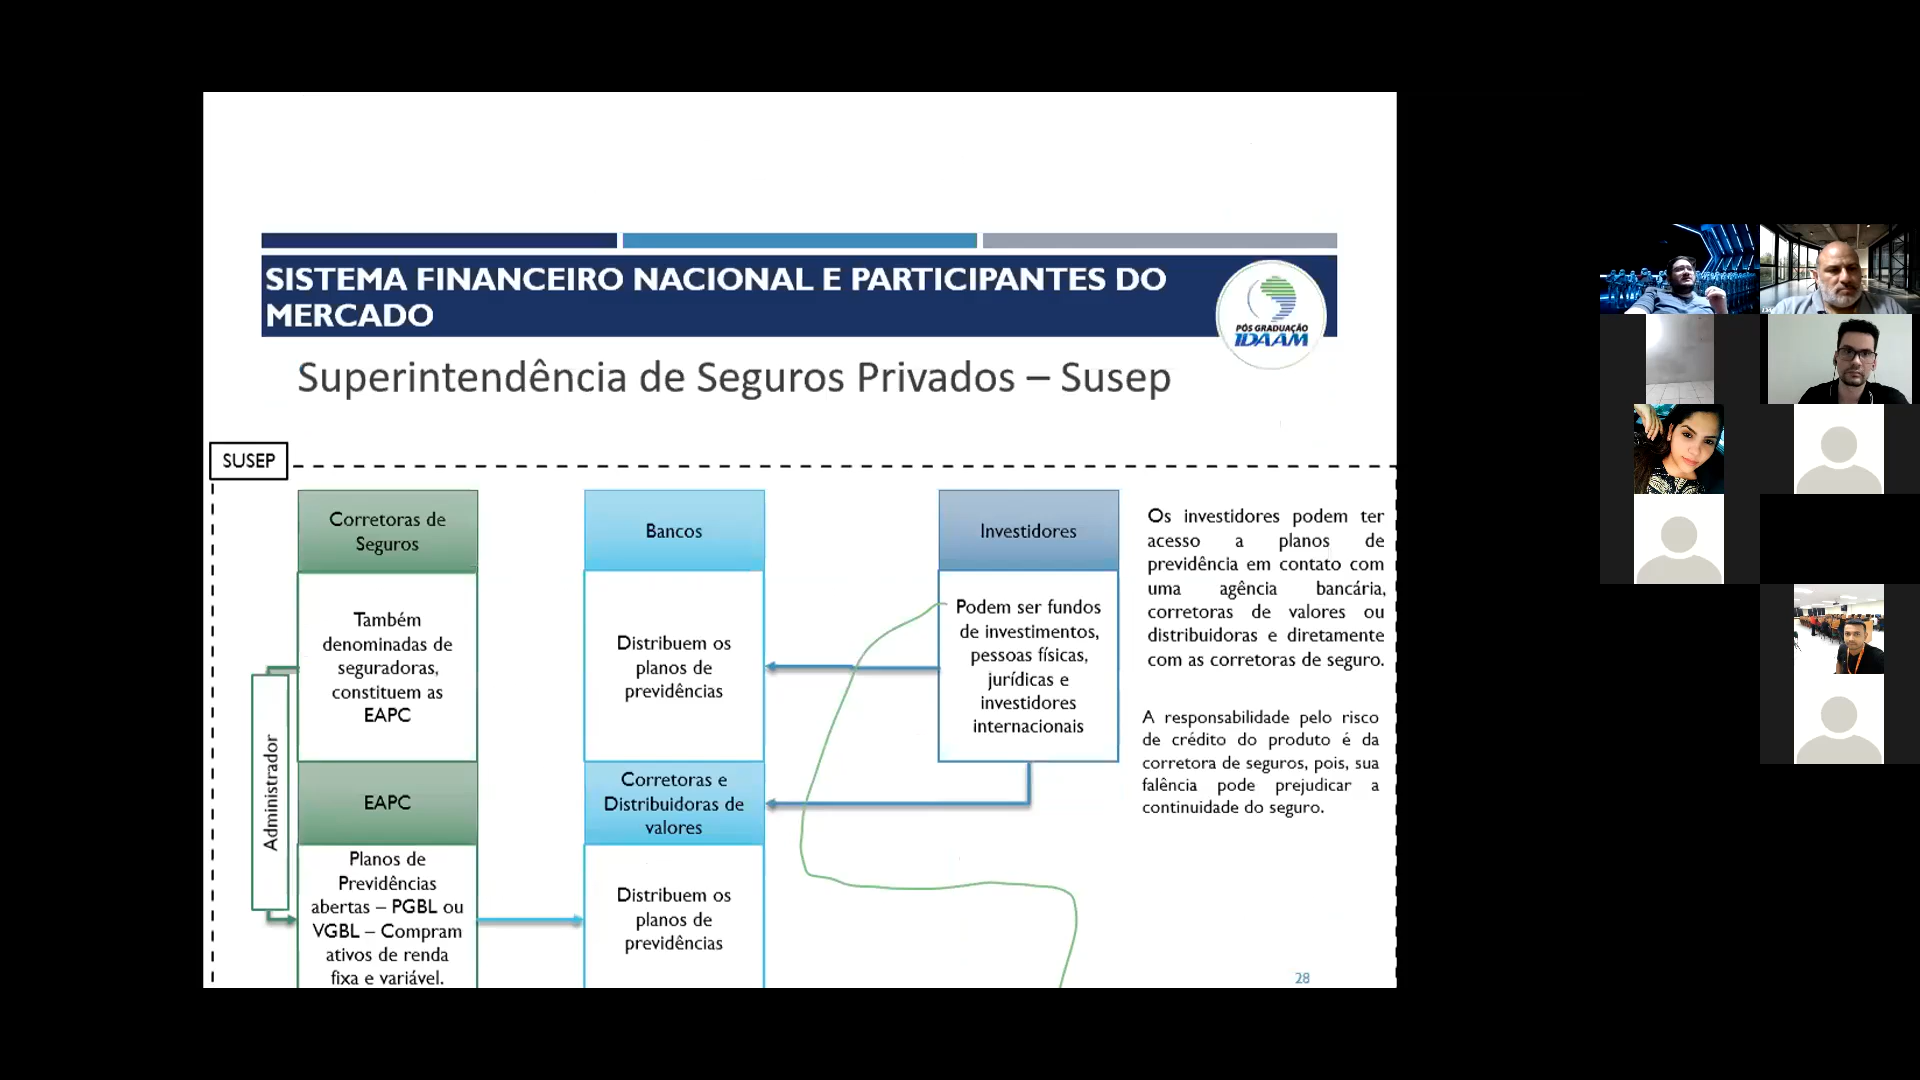 SISTEMA FINANCEIRO NACIONAL E PARTICIPANTES DO
MERCADO
PÓS GRADUAÇÃO
IDAAM
Superintendência de Seguros Privados – Susep
SUSEP
Corretoras de
Seguros
Também
denominadas de
seguradoras,
constituem as
EAPC
Administrador
EAPC
Planos de
Previdências
abertas – PGBL ou
VGBL – Compram
ativos de renda
fixa e variável.
Bancos
Distribuem os
planos de
previdências
Corretoras e
Distribuidoras de
valores
Distribuem os
planos de
previdências
Investidores
Podem ser fundos
de investimentos,
pessoas físicas,
jurídicas e
investidores
internacionais
Os investidores podem ter
acesso a planos de
previdência em contato com
uma agência bancária,
corretoras de valores ou
distribuidoras e diretamente
com as corretoras de seguro.
A responsabilidade pelo risco
de crédito do produto é da
corretora de seguros, pois, sua
falência pode prejudicar a
continuidade do seguro.
28